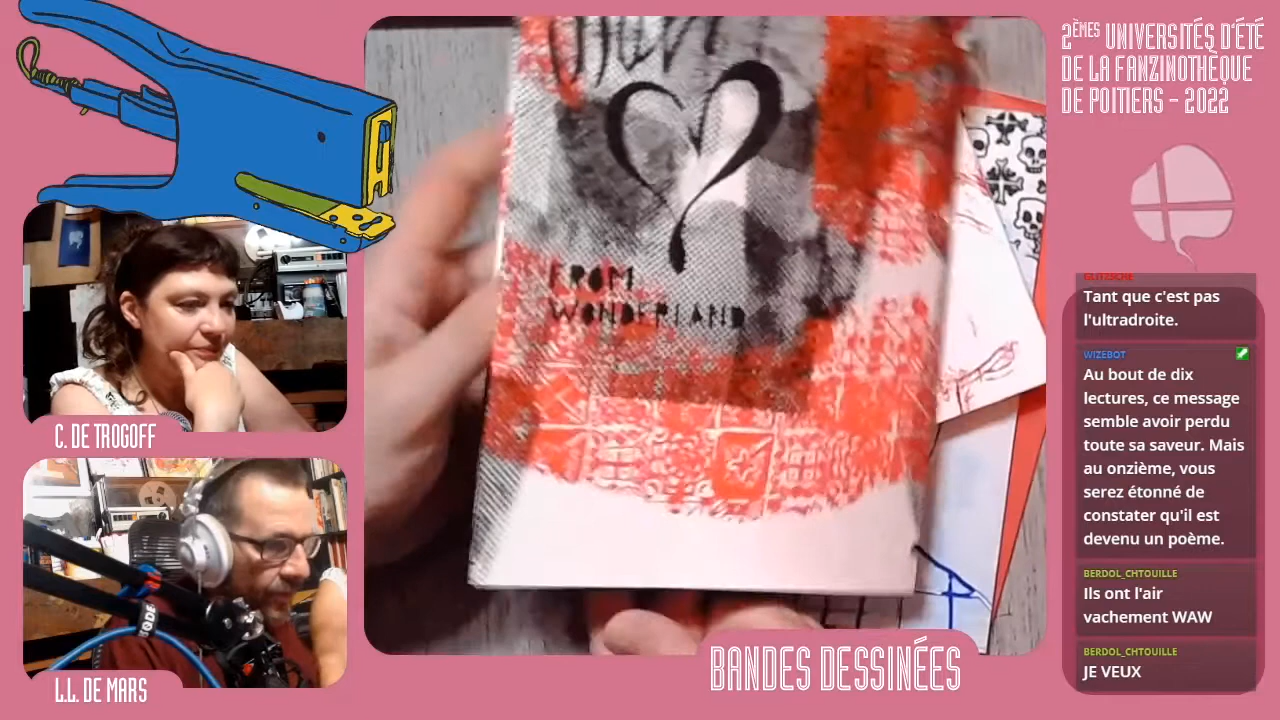 2ÈMES UNIVERSITÉS D'ÉTÉ
DE LA FANZINOTHÈQUE
DE POITIERS - 2022
FROM
WONDERLAND
C. DE TROGOFF
L.L. DE MARS
BANDES DESSINÉES
GLITZSCHE
Tant que c'est pas
l'ultradroite.
WIZEBOT
Au bout de dix
lectures, ce message
semble avoir perdu
toute sa saveur. Mais
au onzième, vous
serez étonné de
constater qu'il est
devenu un poème.
BERDOL_CHTOUILLE
Ils ont l'air
vachement WAW
BERDOL_CHTOUILLE
JE VEUX